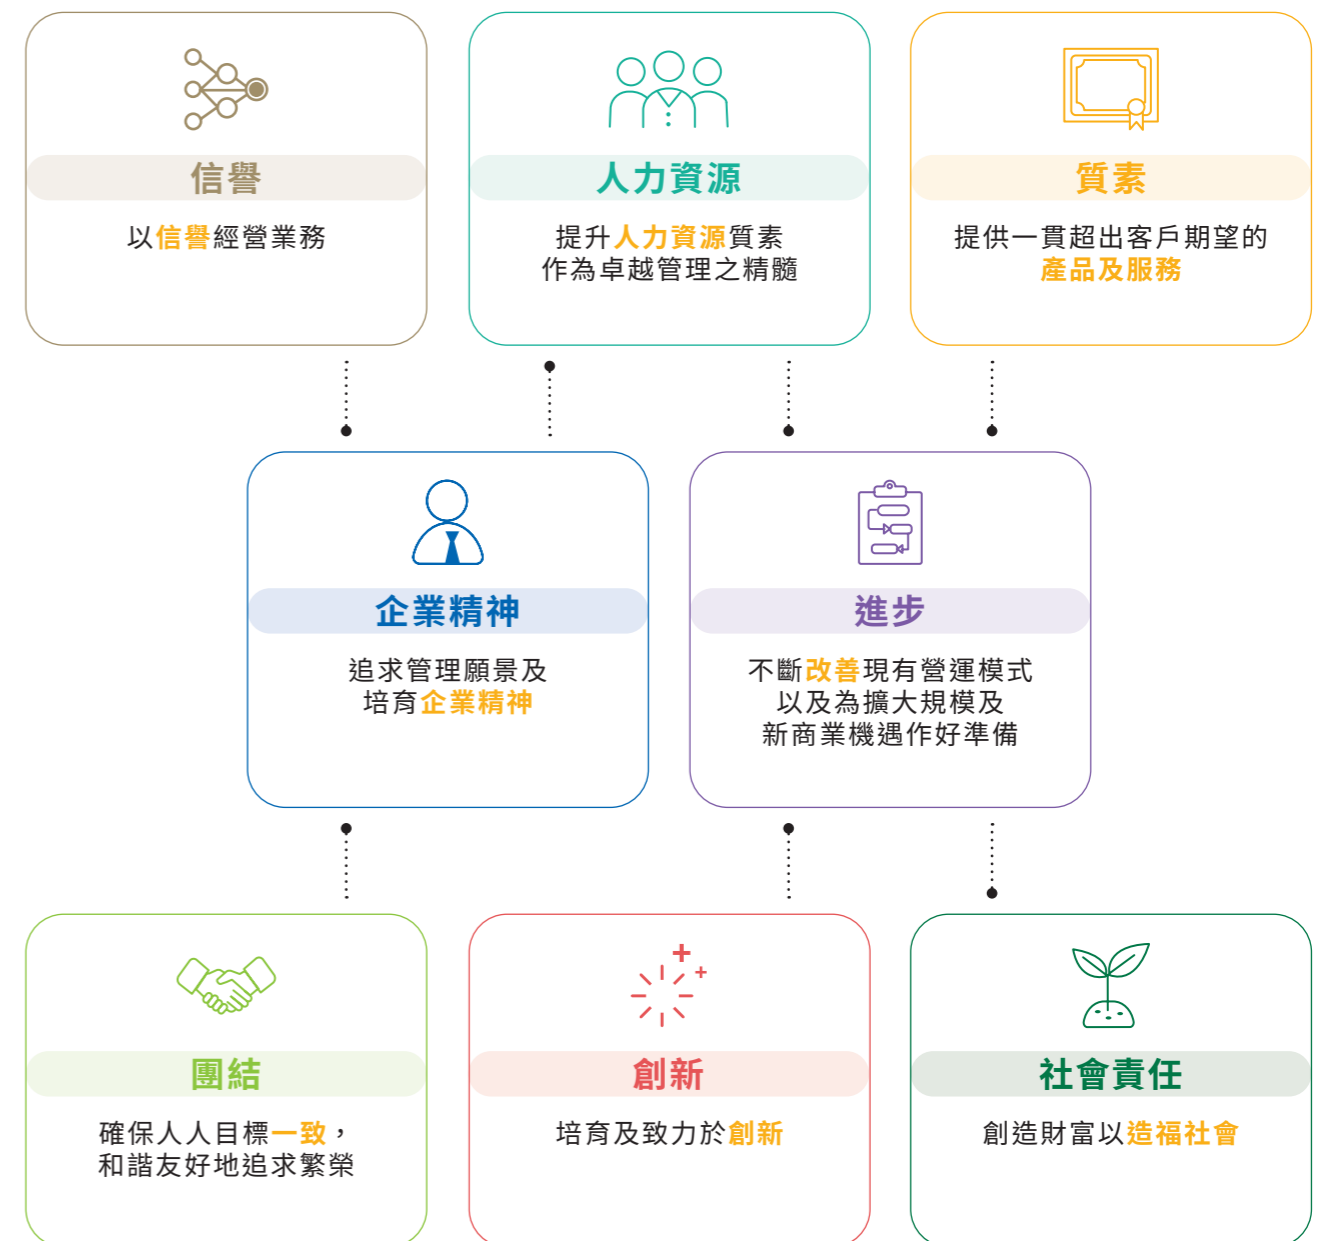 信譽
以信譽經營業務
人力資源
提升人力資源質素
作為卓越管理之精髓
質素
提供一貫超出客戶期望的
產品及服務
企業精神
追求管理願景及
培育企業精神
進步
不斷改善現有營運模式
以及為擴大規模及
新商業機遇作好準備
團結
確保人人目標一致，
和諧友好地追求繁榮
創新
培育及致力於創新
社會責任
創造財富以造福社會